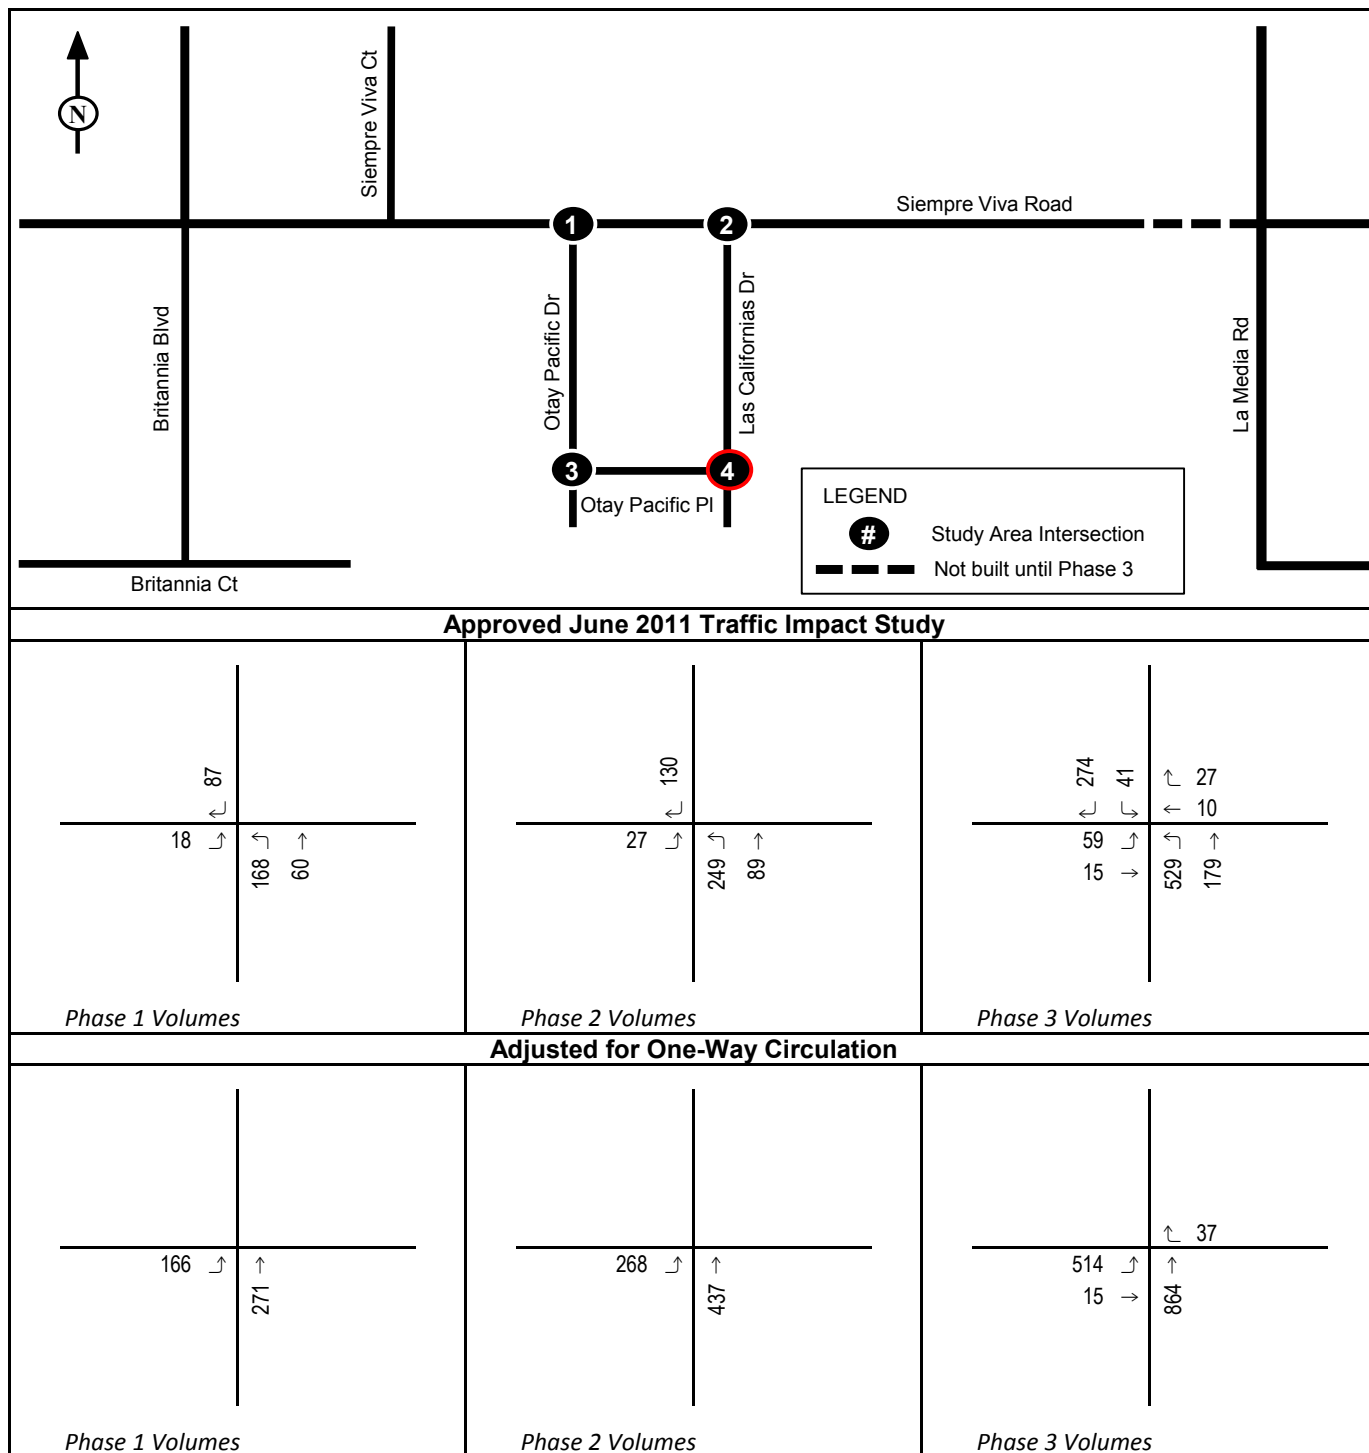 N
Siempre Viva Ct
Siempre Viva Road
1
2
Britannia Blvd
Otay Pacific Dr
Las Californias Dr
La Media Rd
3
4
Otay Pacific Pl
Britannia Ct
LEGEND
# Study Area Intersection
Not built until Phase 3
Approved June 2011 Traffic Impact Study
87
18
168
60
Phase 1 Volumes
130
27
249
89
Phase 2 Volumes
274
41
27
10
59
15
529
179
Phase 3 Volumes
Adjusted for One-Way Circulation
166
271
Phase 1 Volumes
268
437
Phase 2 Volumes
37
514
15
864
Phase 3 Volumes